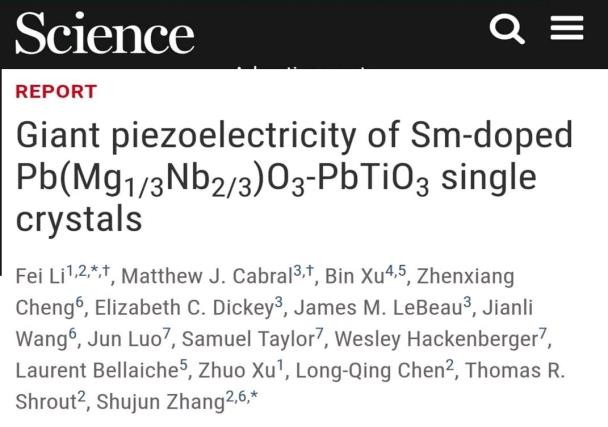 Science
REPORT
Giant piezoelectricity of Sm-doped
Pb(Mg1/3Nb2/3)O3-PbTiO3 single
crystals
Fei Li1,2,*,†, Matthew J. Cabral3,†, Bin Xu4,5, Zhenxiang
Cheng6, Elizabeth C. Dickey3, James M. LeBeau3, Jianli
Wang6, Jun Luo7, Samuel Taylor7, Wesley Hackenberger7,
Laurent Bellaiche5, Zhuo Xu1, Long-Qing Chen2, Thomas R.
Shrout2, Shujun Zhang2,6,*